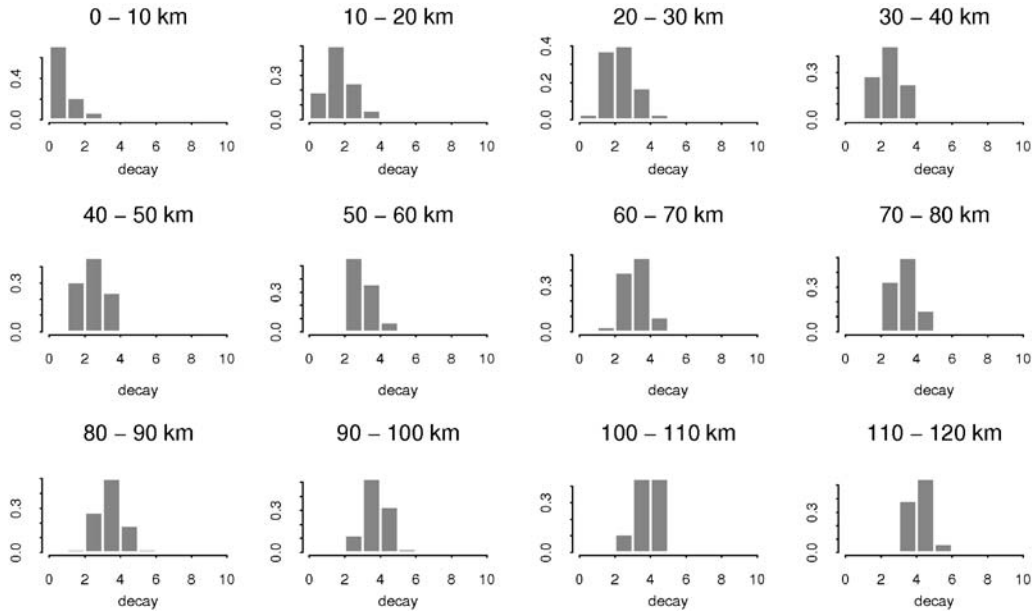 0 – 10 km
10 – 20 km
20 – 30 km
30 – 40 km
0.0 0.4
0 2 4 6 8 10
decay
0.0 0.3
0 2 4 6 8 10
decay
0.0 0.2 0.4
0 2 4 6 8 10
decay
0.0 0.3
0 2 4 6 8 10
decay
40 – 50 km
50 – 60 km
60 – 70 km
70 – 80 km
0.0 0.3
0 2 4 6 8 10
decay
0.0 0.3
0 2 4 6 8 10
decay
0.0 0.3
0 2 4 6 8 10
decay
0.0 0.3
0 2 4 6 8 10
decay
80 – 90 km
90 – 100 km
100 – 110 km
110 – 120 km
0.0 0.3
0 2 4 6 8 10
decay
0.0 0.3
0 2 4 6 8 10
decay
0.0 0.3
0 2 4 6 8 10
decay
0.0 0.3
0 2 4 6 8 10
decay